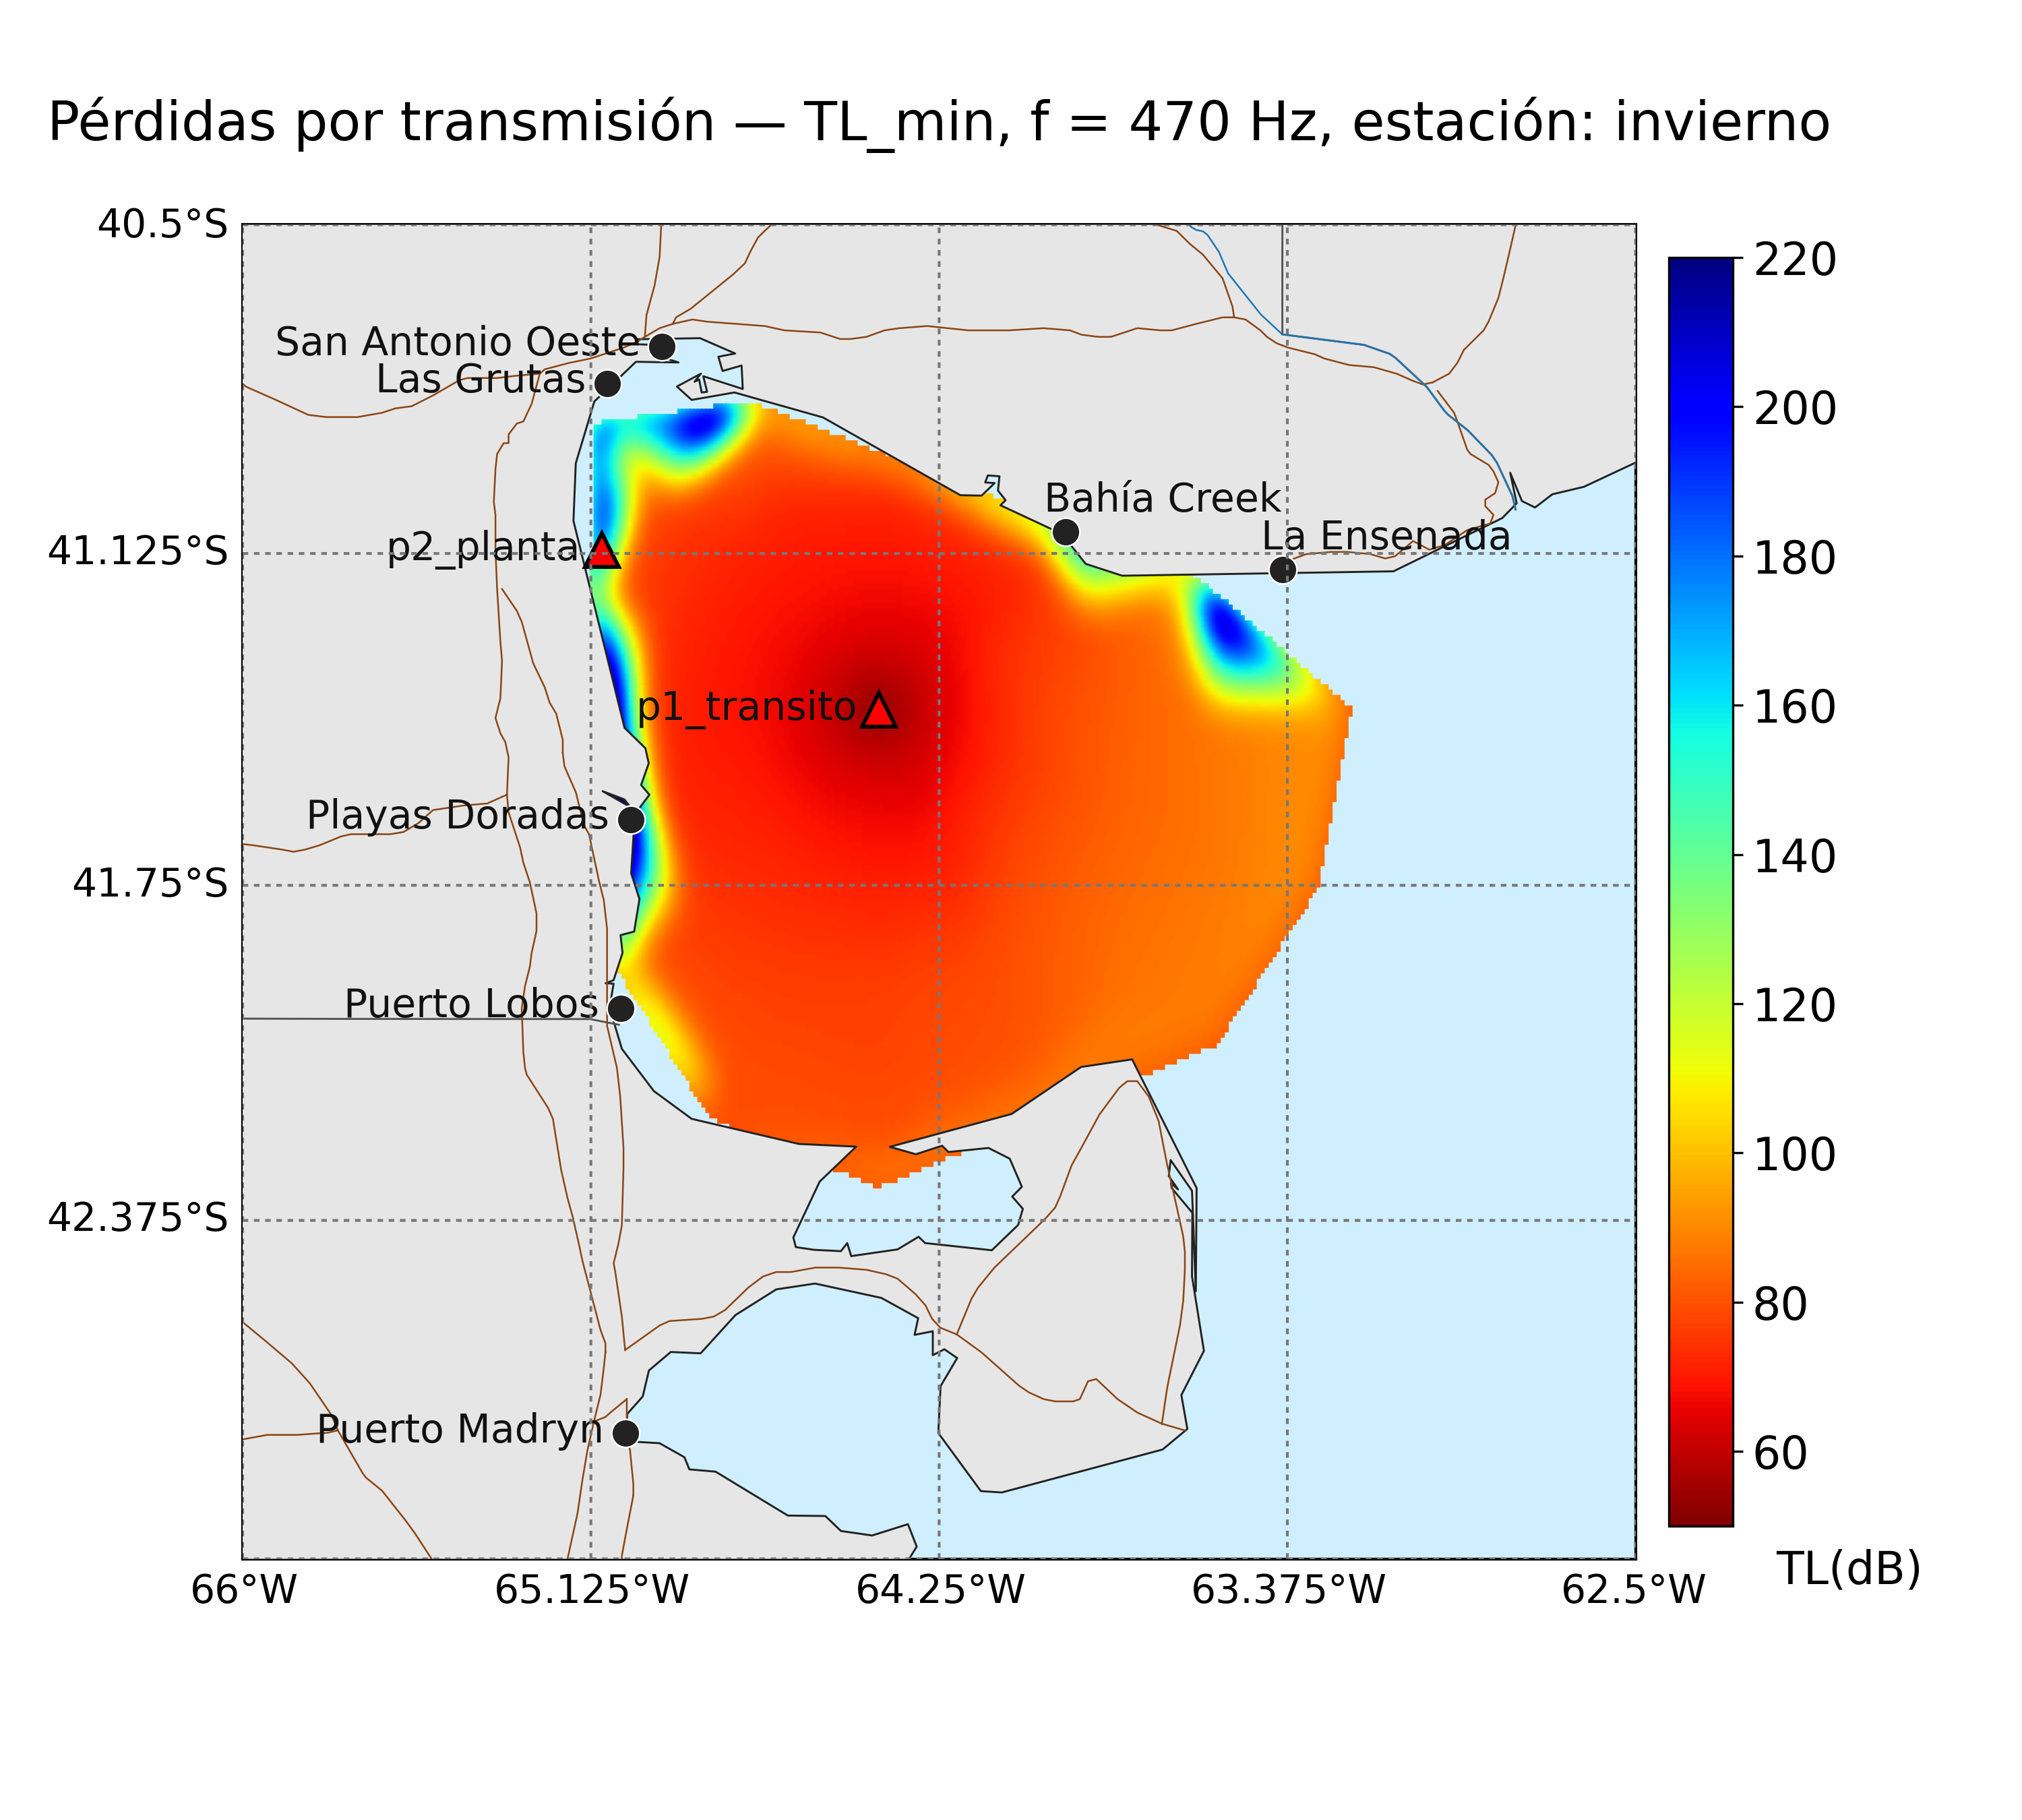 Pérdidas por transmisión — TL_min, f = 470 Hz, estación: invierno
40.5°S
220
San Antonio Oeste
Las Grutas
200
Bahía Creek
La Ensenada
p2_planta
41.125°S
180
p1_transito
160
Playas Doradas
140
41.75°S
Puerto Lobos
120
100
42.375°S
80
Puerto Madryn
60
TL(dB)
66°W
65.125°W
64.25°W
63.375°W
62.5°W